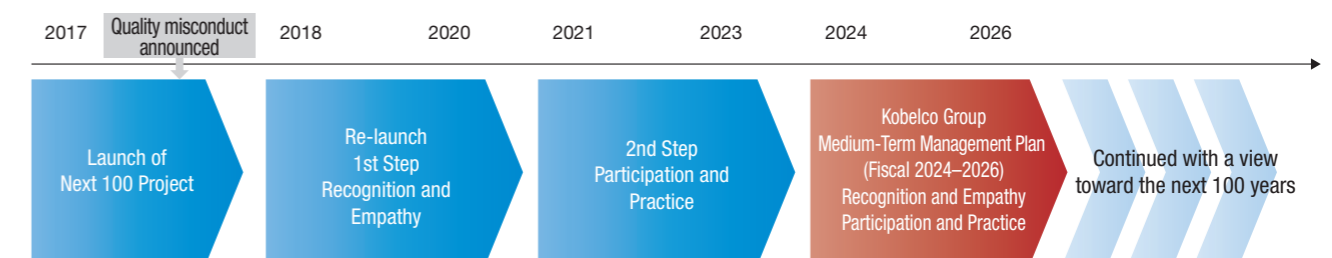 2017
Quality misconduct
announced
2018
2020
2021
2023
2024
2026
Launch of
Next 100 Project
Re-launch
1st Step
Recognition and
Empathy
2nd Step
Participation and
Practice
Kobelco Group
Medium-Term Management Plan
(Fiscal 2024–2026)
Recognition and Empathy
Participation and Practice
Continued with a view
toward the next 100 years